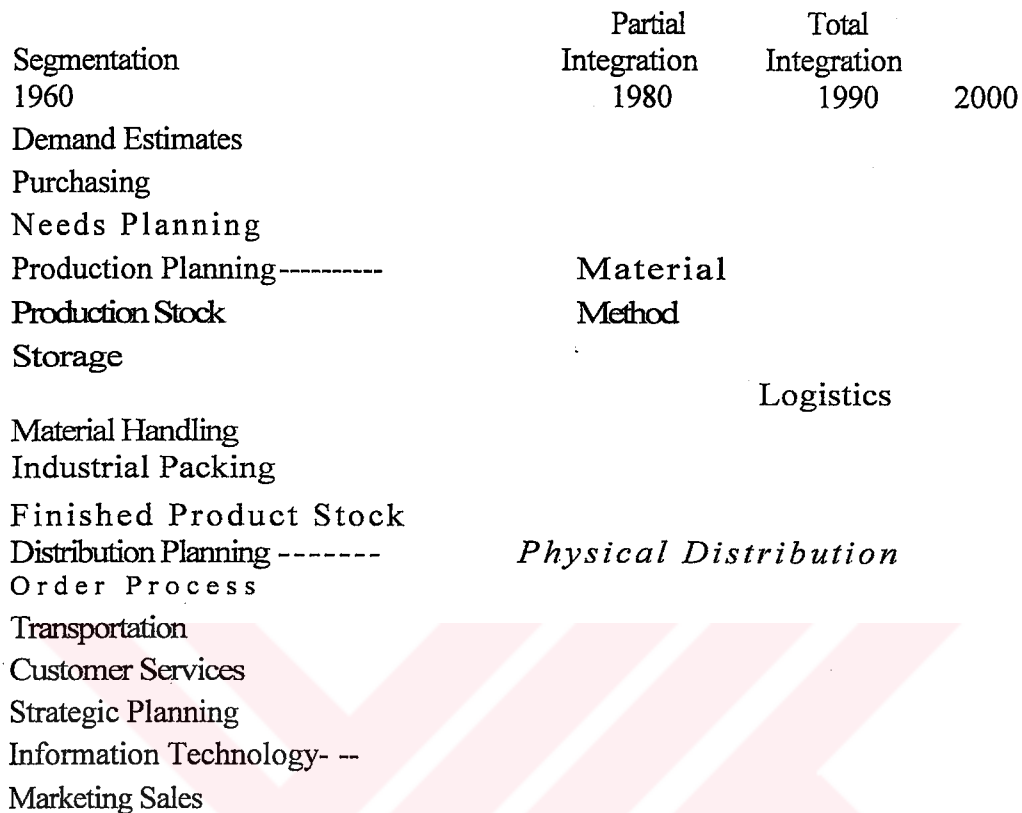 Partial Total
Segmentation Integration Integration
1960 1980 1990 2000
Demand Estimates
Purchasing
Needs Planning
Production Planning---------- Material
Production Stock Method
Storage
Logistics
Material Handling
Industrial Packing
Finished Product Stock
Distribution Planning ------- Physical Distribution
Order Process
Transportation
Customer Services
Strategic Planning
Information Technology- --
Marketing Sales